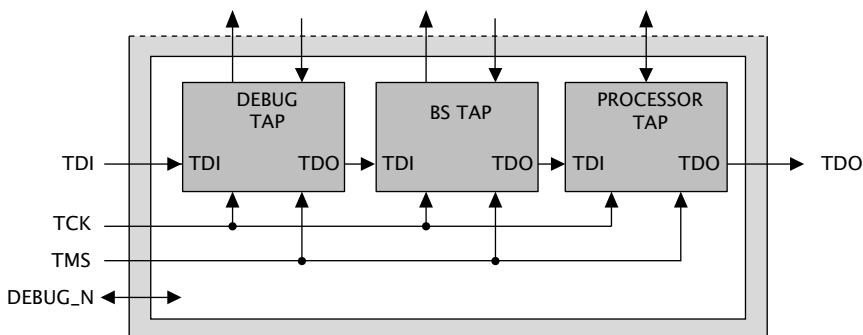 DEBUG
TAP
BS TAP
PROCESSOR
TAP
TDI
TDI
TDO
TDI
TDO
TDI
TDO
TDO
TCK
TMS
DEBUG_N